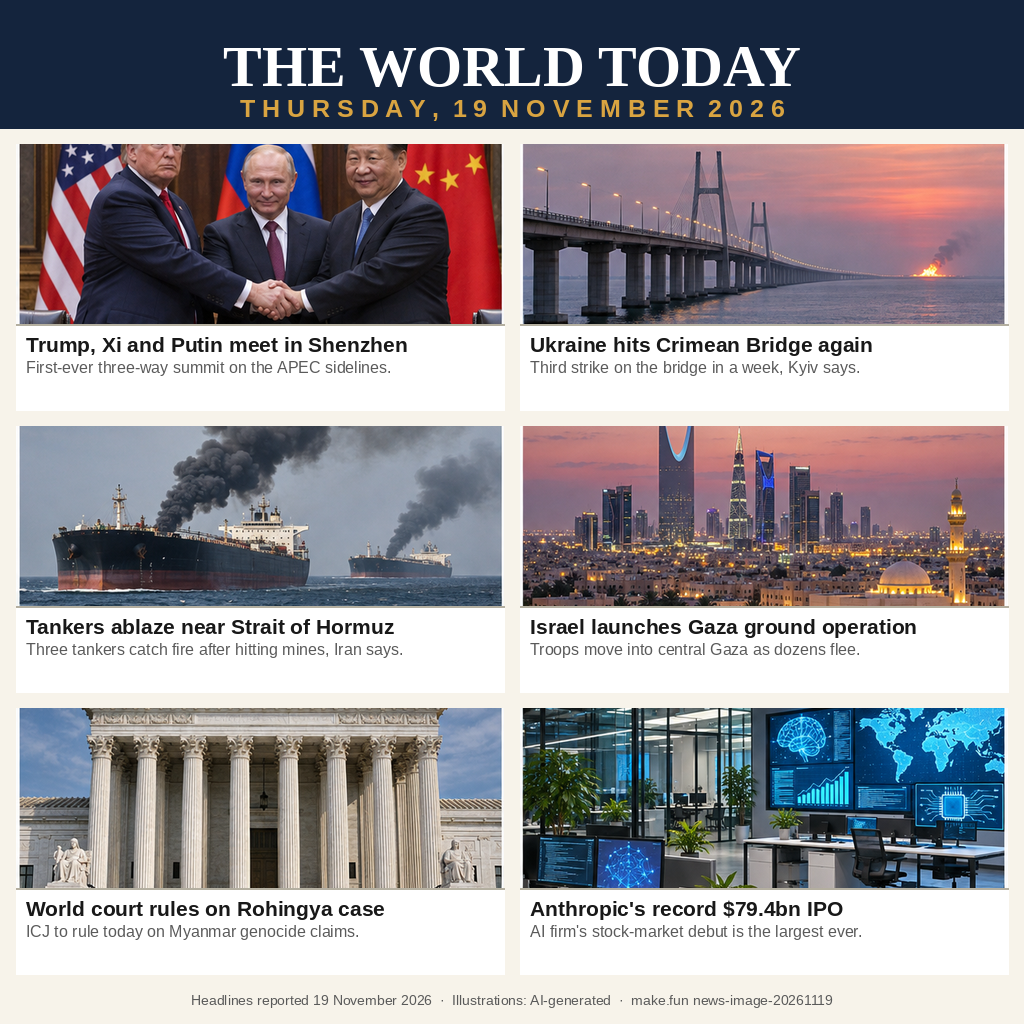 THE WORLD TODAY
THURSDAY, 19 NOVEMBER 2026
Trump, Xi and Putin meet in Shenzhen
First-ever three-way summit on the APEC sidelines.
Ukraine hits Crimean Bridge again
Third strike on the bridge in a week, Kyiv says.
Tankers ablaze near Strait of Hormuz
Three tankers catch fire after hitting mines, Iran says.
Israel launches Gaza ground operation
Troops move into central Gaza as dozens flee.
World court rules on Rohingya case
ICJ to rule today on Myanmar genocide claims.
Anthropic's record $79.4bn IPO
AI firm's stock-market debut is the largest ever.
Headlines reported 19 November 2026 · Illustrations: AI-generated · make.fun news-image-20261119